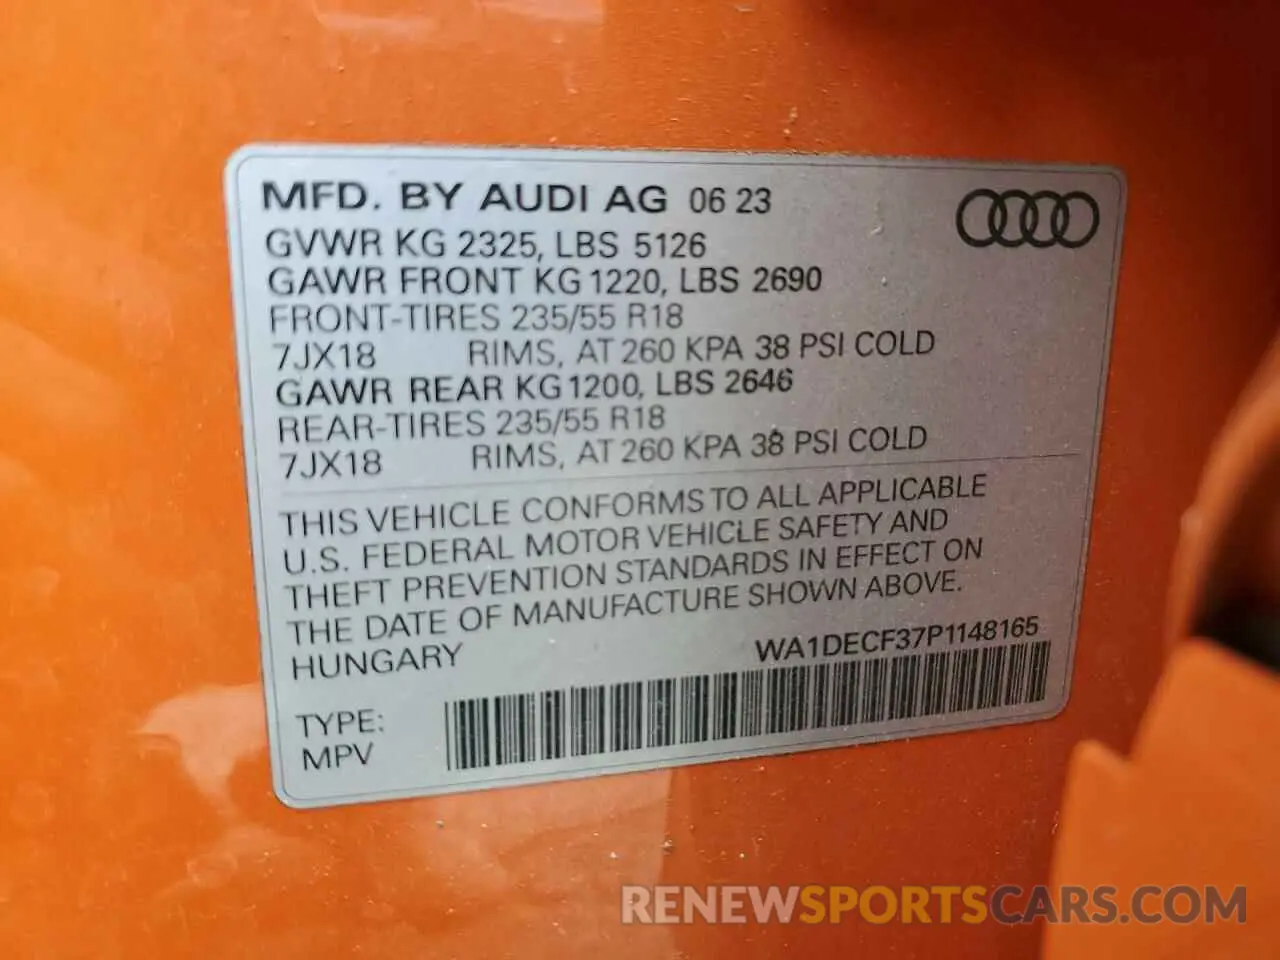 MFD. BY AUDI AG 06 23
GVWR KG 2325, LBS 5126
GAWR FRONT KG 1220, LBS 2690
FRONT-TIRES 235/55 R18
7JX18 RIMS, AT 260 KPA 38 PSI COLD
GAWR REAR KG 1200, LBS 2646
REAR-TIRES 235/55 R18
7JX18 RIMS, AT 260 KPA 38 PSI COLD
THIS VEHICLE CONFORMS TO ALL APPLICABLE
U.S. FEDERAL MOTOR VEHICLE SAFETY AND
THEFT PREVENTION STANDARDS IN EFFECT ON
THE DATE OF MANUFACTURE SHOWN ABOVE.
HUNGARY WA1DECF37P1148165
TYPE:
MPV
RENEWSPORTSCARS.COM